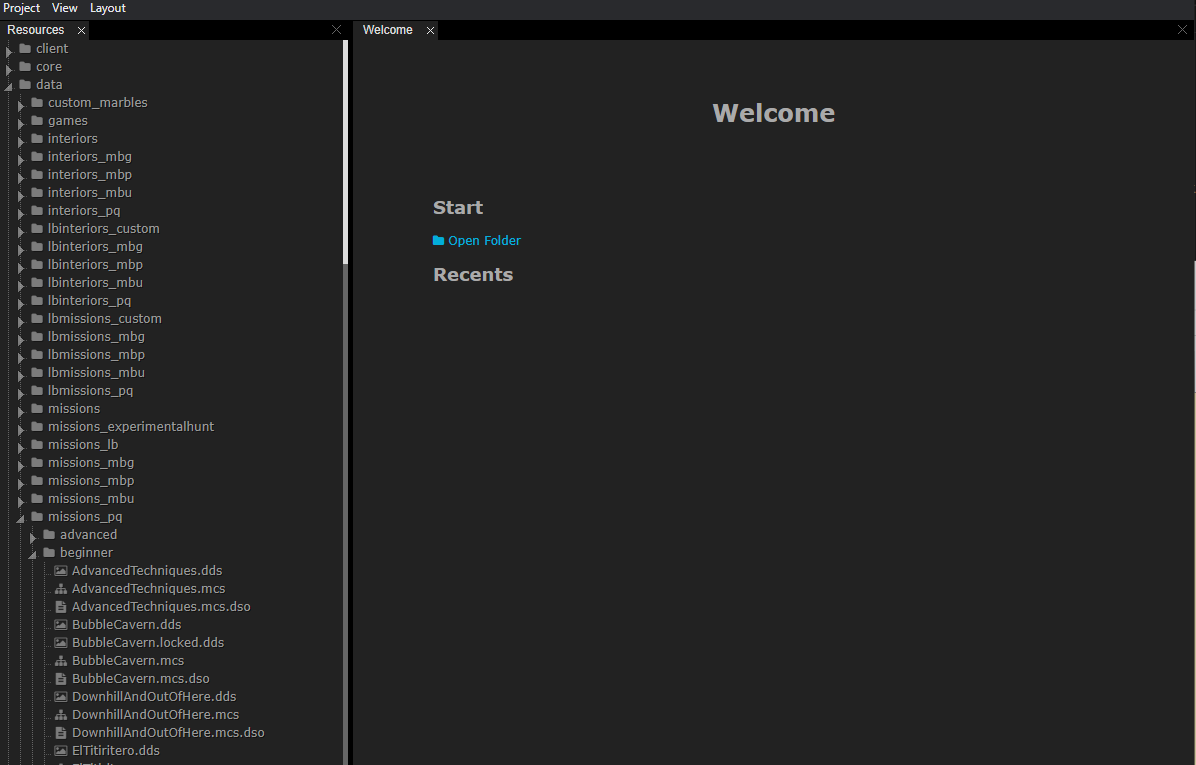 Project View Layout
Resources
Welcome
client
core
data
custom_marbles
games
interiors
interiors_mbg
interiors_mbp
interiors_mbu
interiors_pq
lbinteriors_custom
lbinteriors_mbg
lbinteriors_mbp
lbinteriors_mbu
lbinteriors_pq
lbmissions_custom
lbmissions_mbg
lbmissions_mbp
lbmissions_mbu
lbmissions_pq
missions
missions_experimentalhunt
missions_lb
missions_mbg
missions_mbp
missions_mbu
missions_pq
advanced
beginner
AdvancedTechniques.dds
AdvancedTechniques.mcs
AdvancedTechniques.mcs.dso
BubbleCavern.dds
BubbleCavern.locked.dds
BubbleCavern.mcs
BubbleCavern.mcs.dso
DownhillAndOutOfHere.dds
DownhillAndOutOfHere.mcs
DownhillAndOutOfHere.mcs.dso
ElTitiritero.dds
Welcome
Start
Open Folder
Recents